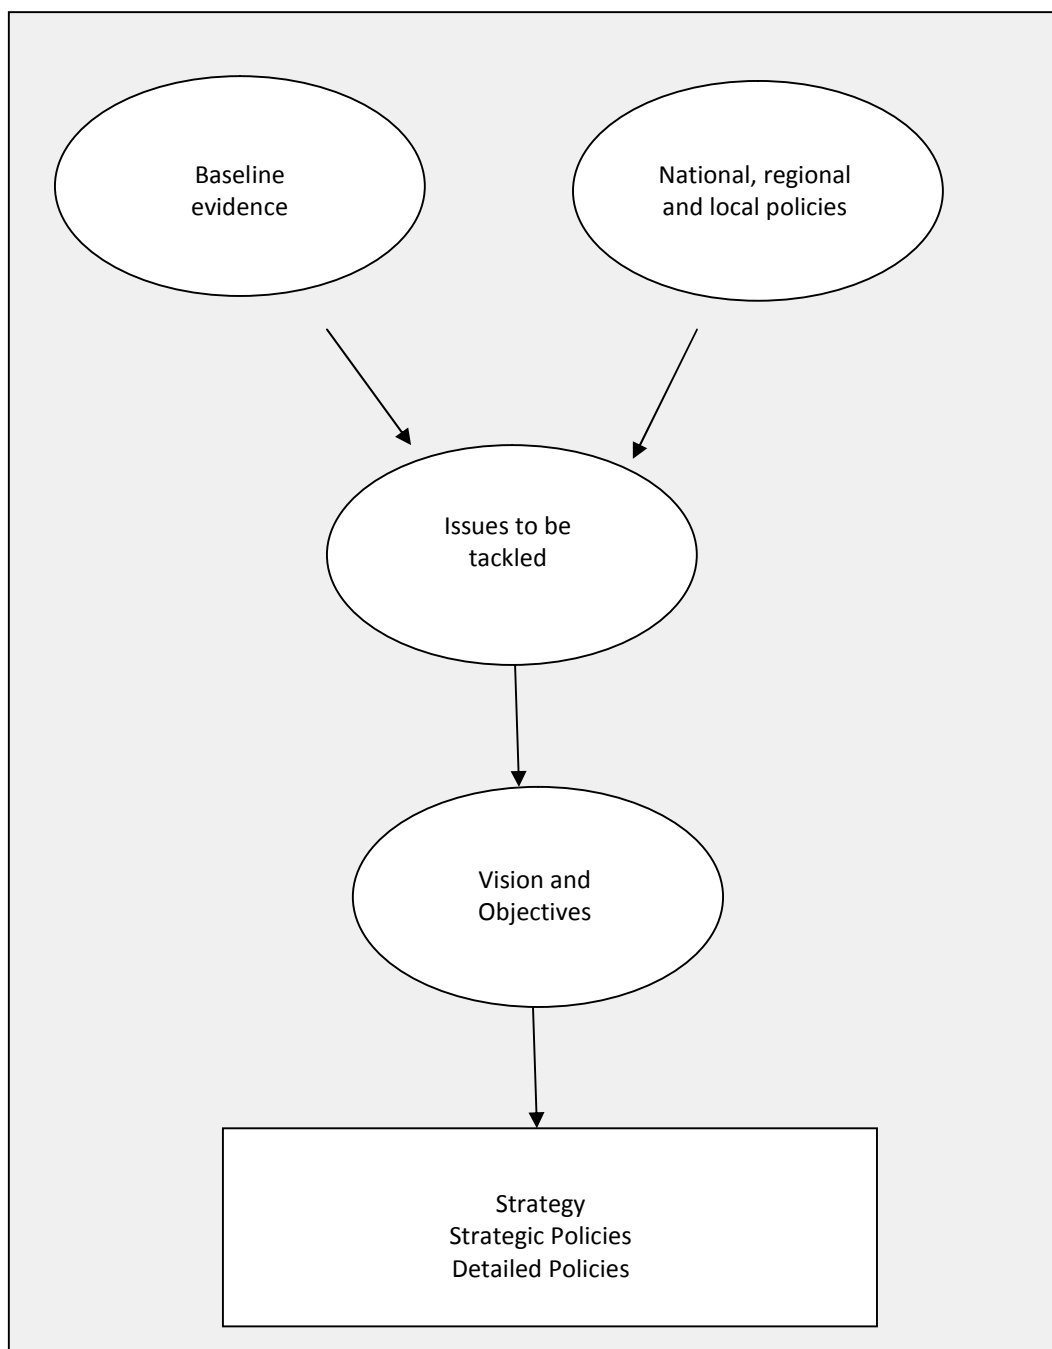 Baseline
evidence
National, regional
and local policies
Issues to be
tackled
Vision and
Objectives
Strategy
Strategic Policies
Detailed Policies